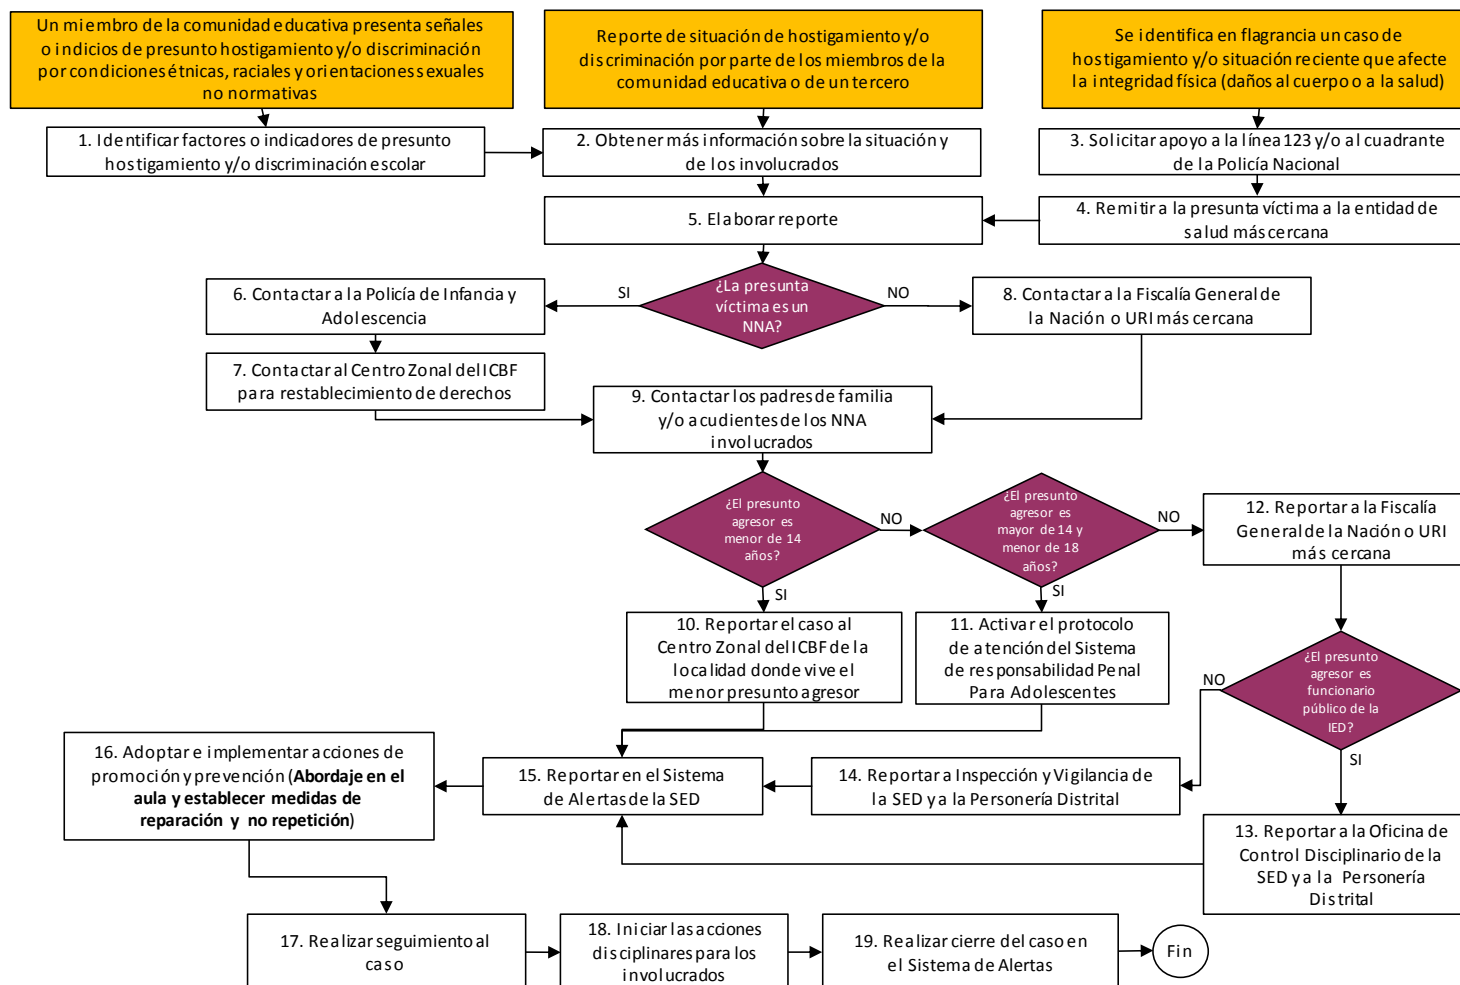 Un miembro de la comunidad educativa presenta señales
o indicios de presunto hostigamiento y/o discriminación
por condiciones étnicas, raciales y orientaciones sexuales
no normativas
Reporte de situación de hostigamiento y/o
discriminación por parte de los miembros de la
comunidad educativa o de un tercero
Se identifica en flagrancia un caso de
hostigamiento y/o situación reciente que afecte
la integridad física (daños al cuerpo o a la salud)
1. Identificar factores o indicadores de presunto
hostigamiento y/o discriminación escolar
2. Obtener más información sobre la situación y
de los involucrados
3. Solicitar apoyo a la línea 123 y/o al cuadrante
de la Policía Nacional
5. Elaborar reporte
4. Remitir a la presunta víctima a la entidad de
salud más cercana
¿La presunta
víctima es un
NNA?
SI
NO
6. Contactar a la Policía de Infancia y
Adolescencia
8. Contactar a la Fiscalía General de
la Nación o URI más cercana
7. Contactar al Centro Zonal del ICBF
para restablecimiento de derechos
9. Contactar los padres de familia
y/o acudientes de los NNA
involucrados
¿El presunto
agresor es
menor de 14
años?
NO
SI
¿El presunto
agresor es
mayor de 14 y
menor de 18
años?
NO
SI
12. Reportar a la Fiscalía
General de la Nación o URI
más cercana
10. Reportar el caso al
Centro Zonal del ICBF de la
localidad donde vive el
menor presunto agresor
11. Activar el protocolo
de atención del Sistema
de responsabilidad Penal
Para Adolescentes
¿El presunto
agresor es
funcionario
público de la
IED?
NO
SI
16. Adoptar e implementar acciones de
promoción y prevención (Abordaje en el
aula y establecer medidas de
reparación y no repetición)
15. Reportar en el Sistema
de Alertas de la SED
14. Reportar a Inspección y Vigilancia de
la SED y a la Personería Distrital
13. Reportar a la Oficina de
Control Disciplinario de la
SED y a la Personería
Distrital
17. Realizar seguimiento al
caso
18. Iniciar las acciones
disciplinares para los
involucrados
19. Realizar cierre del caso en
el Sistema de Alertas
Fin